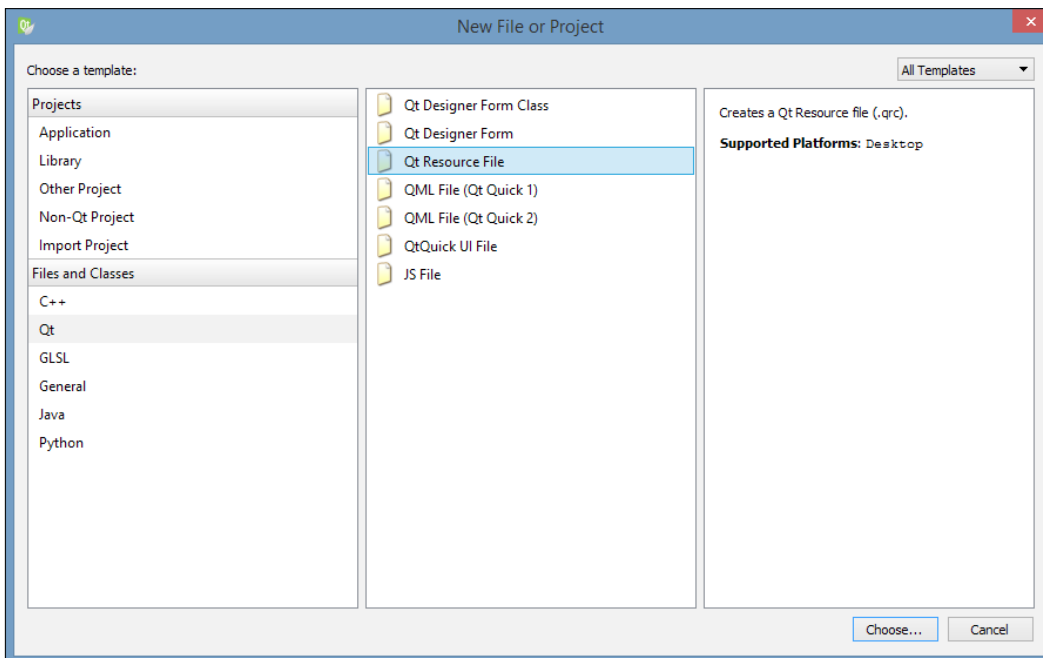 New File or Project
Choose a template:
All Templates
Projects
Application
Library
Other Project
Non-Qt Project
Import Project
Files and Classes
C++
Qt
GLSL
General
Java
Python
Qt Designer Form Class
Qt Designer Form
Qt Resource File
QML File (Qt Quick 1)
QML File (Qt Quick 2)
QtQuick UI File
JS File
Creates a Qt Resource file (.qrc).
Supported Platforms: Desktop
Choose...
Cancel